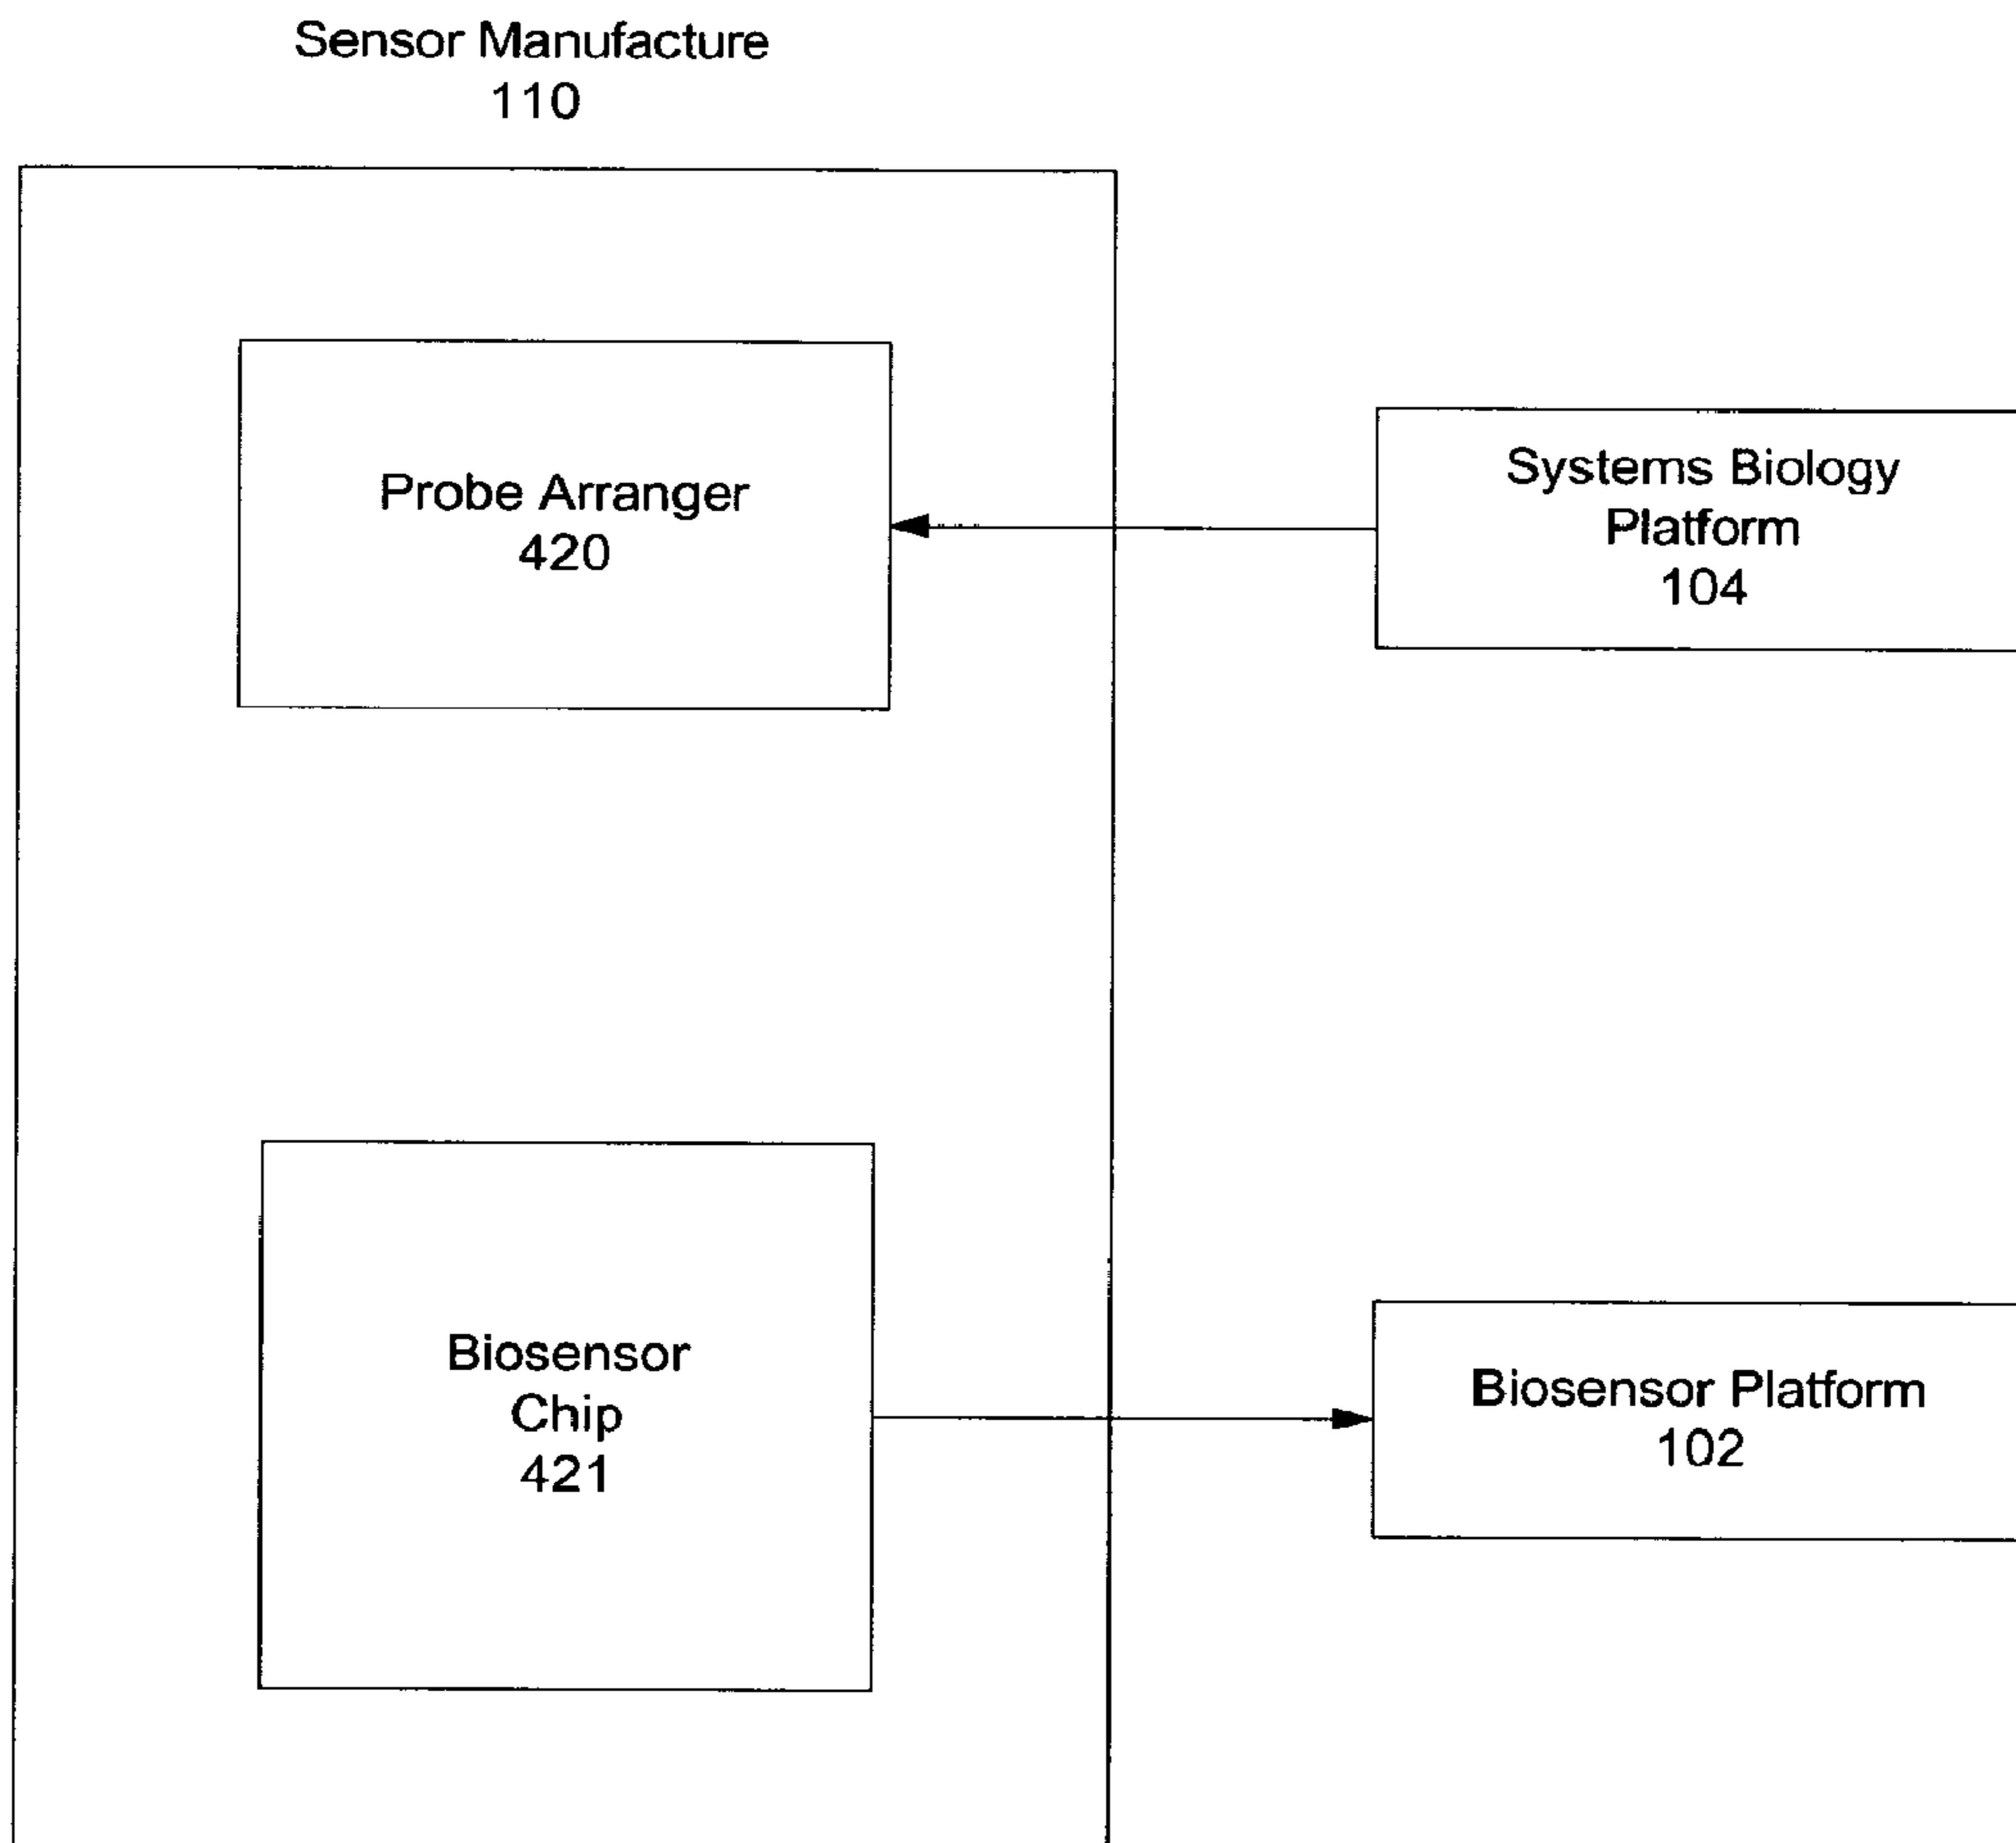 Sensor Manufacture
110
Probe Arranger
420
Systems Biology
Platform
104
Biosensor
Chip
421
Biosensor Platform
102